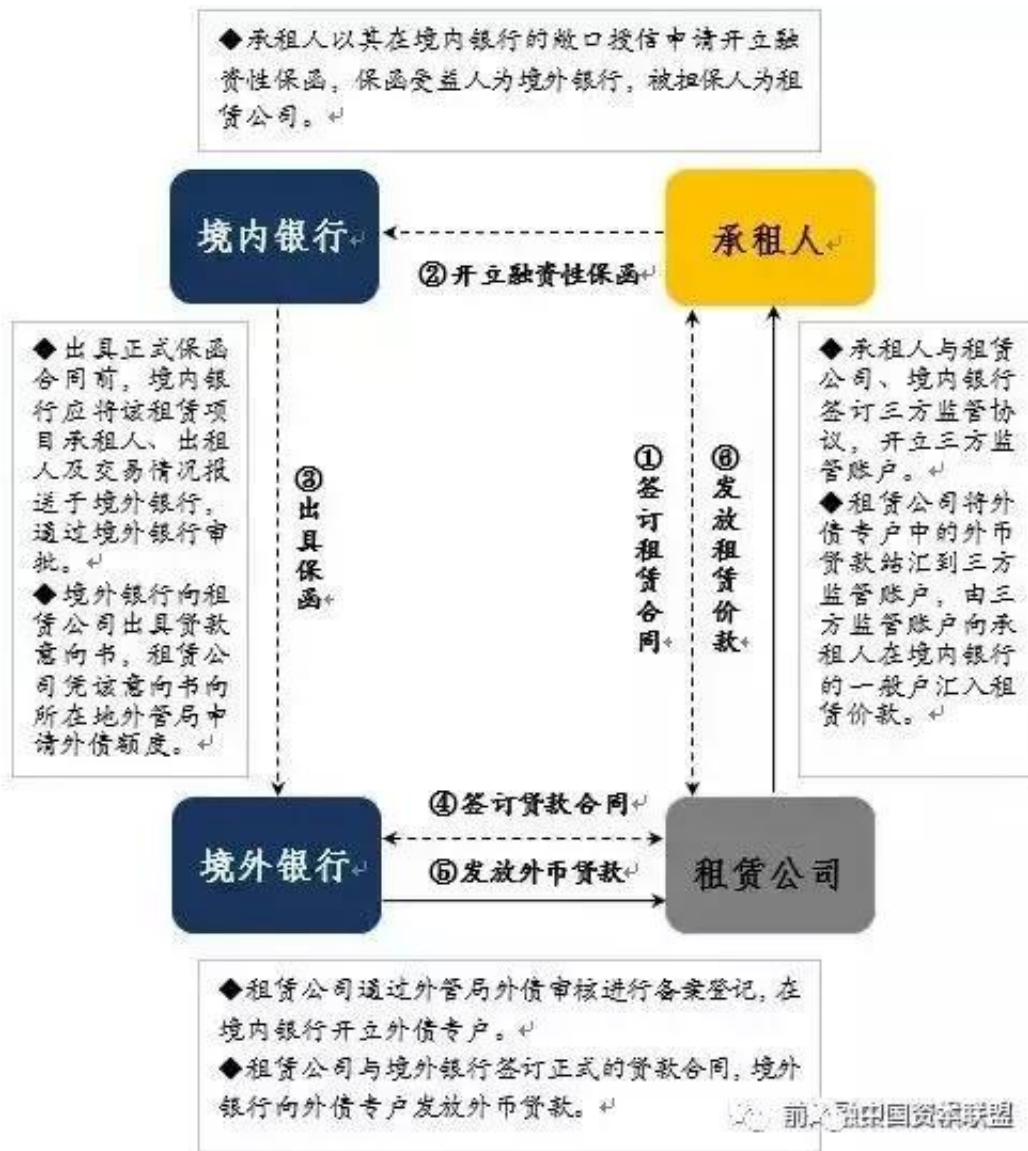 ◆承租人以其在境内银行的敞口授信申请开立融
资性保函，保函受益人为境外银行，被担保人为租
赁公司。
境内银行
承租人
②开立融资性保函
◆出具正式保函
合同前，境内银
行应将该租赁项
目承租人、出租
人及交易情况报
送于境外银行，
通过境外银行审
批。
◆境外银行向租
赁公司出具贷款
意向书，租赁公
司凭该意向书向
所在地外管局申
请外债额度。
③出具保函
①签订租赁合同
⑥发放租赁价款
◆承租人与租赁
公司、境内银行
签订三方监管协
议，开立三方监
管账户。
◆租赁公司将外
债专户中的外币
贷款结汇到三方
监管账户，由三
方监管账户向承
租人在境内银行
的一般户汇入租
赁价款。
④签订贷款合同
境外银行
⑤发放外币贷款
租赁公司
◆租赁公司通过外管局外债审核进行备案登记，在
境内银行开立外债专户。
◆租赁公司与境外银行签订正式的贷款合同，境外
银行向外债专户发放外币贷款。
融中国资本联盟